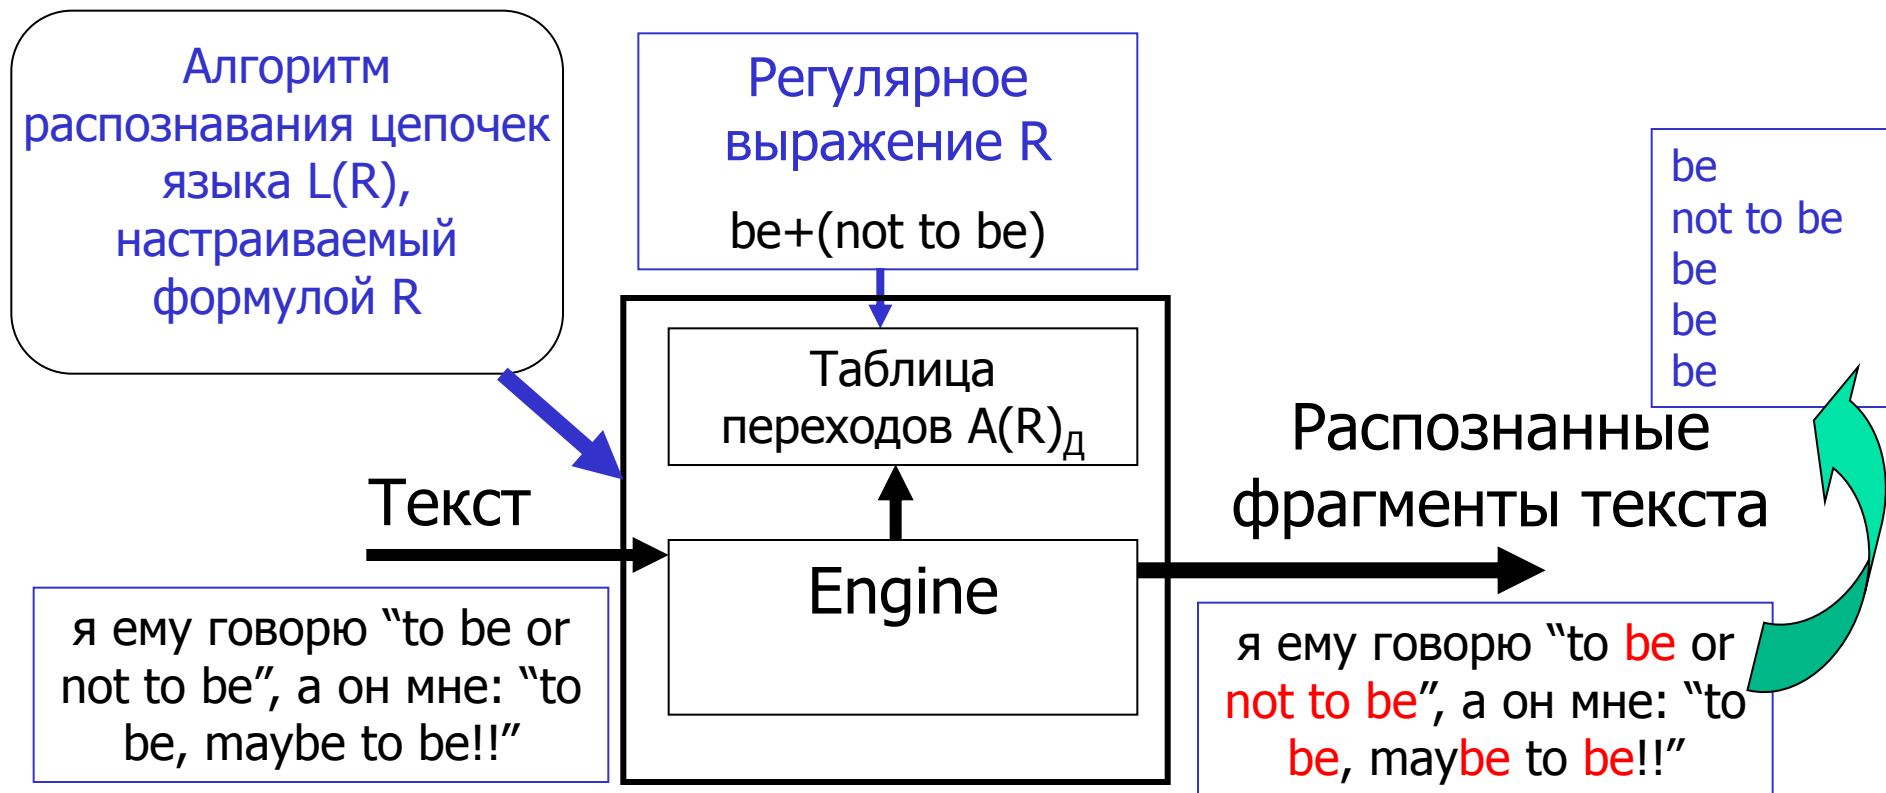 Алгоритм
распознавания цепочек
языка L(R),
настраиваемый
формулой R
Регулярное
выражение R
be+(not to be)
be
not to be
be
be
be
Таблица
переходов A(R)Д
Текст
Engine
Распознанные
фрагменты текста
я ему говорю “to be or
not to be”, а он мне: “to
be, maybe to be!!”
я ему говорю “to be or
not to be”, а он мне: “to
be, maybe to be!!”